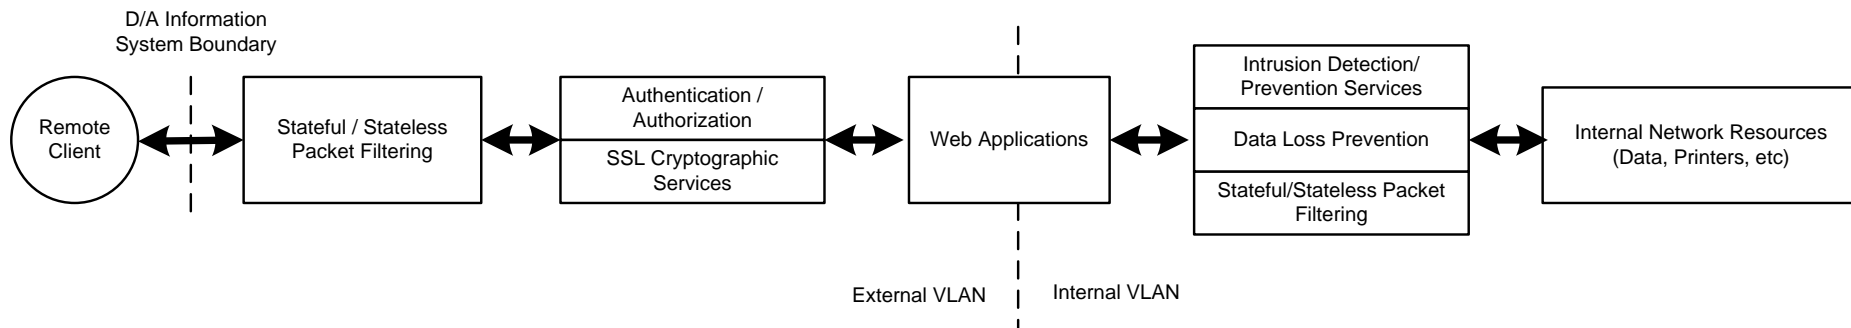 D/A Information
System Boundary
Remote
Client
Stateful / Stateless
Packet Filtering
Authentication /
Authorization
SSL Cryptographic
Services
Web Applications
Intrusion Detection/
Prevention Services
Data Loss Prevention
Stateful/Stateless Packet
Filtering
Internal Network Resources
(Data, Printers, etc)
External VLAN
Internal VLAN